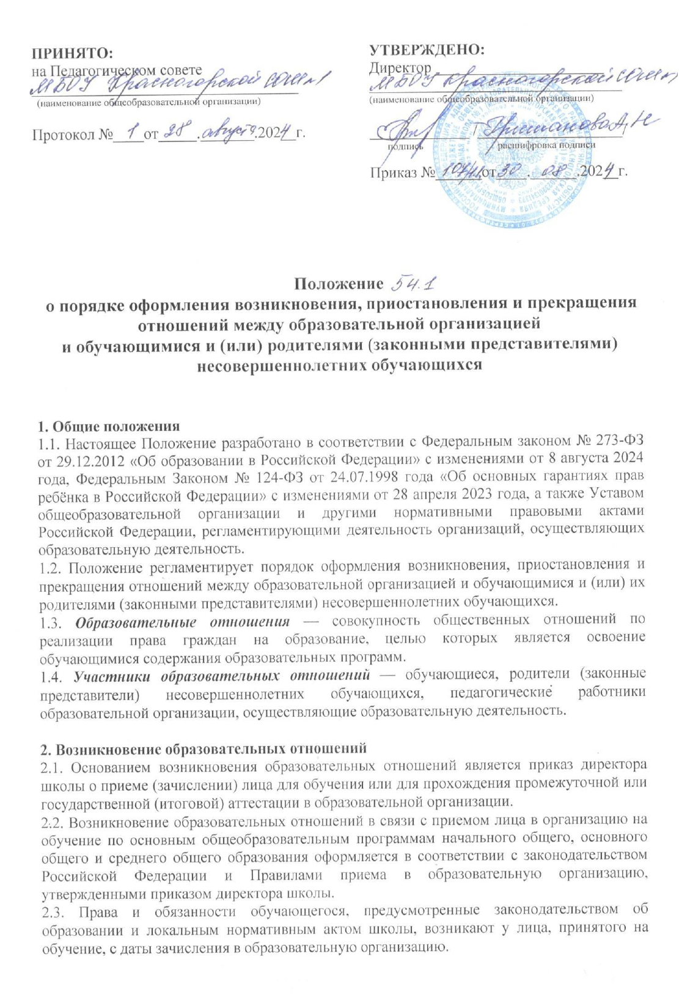 ПРИНЯТО:
на Педагогическом совете
МБОУ Красногорской СОШ №1
(наименование общеобразовательной организации)
Протокол № 1 от 28 . августа .2024 г.
УТВЕРЖДЕНО:
Директор
МБОУ Красногорской СОШ №1
(наименование общеобразовательной организации)
/ А.Н /
подпись расшифровка подписи
Приказ № от 30 . 08 .2024 г.
Положение 54.1
о порядке оформления возникновения, приостановления и прекращения
отношений между образовательной организацией
и обучающимися и (или) родителями (законными представителями)
несовершеннолетних обучающихся
1. Общие положения
1.1. Настоящее Положение разработано в соответствии с Федеральным законом № 273-ФЗ
от 29.12.2012 «Об образовании в Российской Федерации» с изменениями от 8 августа 2024
года, Федеральным Законом № 124-ФЗ от 24.07.1998 года «Об основных гарантиях прав
ребёнка в Российской Федерации» с изменениями от 28 апреля 2023 года, а также Уставом
общеобразовательной организации и другими нормативными правовыми актами
Российской Федерации, регламентирующими деятельность организаций, осуществляющих
образовательную деятельность.
1.2. Положение регламентирует порядок оформления возникновения, приостановления и
прекращения отношений между образовательной организацией и обучающимися и (или) их
родителями (законными представителями) несовершеннолетних обучающихся.
1.3. Образовательные отношения — совокупность общественных отношений по
реализации права граждан на образование, целью которых является освоение
обучающимися содержания образовательных программ.
1.4. Участники образовательных отношений — обучающиеся, родители (законные
представители) несовершеннолетних обучающихся, педагогические работники
образовательной организации, осуществляющие образовательную деятельность.
2. Возникновение образовательных отношений
2.1. Основанием возникновения образовательных отношений является приказ директора
школы о приеме (зачислении) лица для обучения или для прохождения промежуточной или
государственной (итоговой) аттестации в образовательной организации.
2.2. Возникновение образовательных отношений в связи с приемом лица в организацию на
обучение по основным общеобразовательным программам начального общего, основного
общего и среднего общего образования оформляется в соответствии с законодательством
Российской Федерации и Правилами приема в образовательную организацию,
утвержденными приказом директора школы.
2.3. Права и обязанности обучающегося, предусмотренные законодательством об
образовании и локальным нормативным актом школы, возникают у лица, принятого на
обучение, с даты зачисления в образовательную организацию.